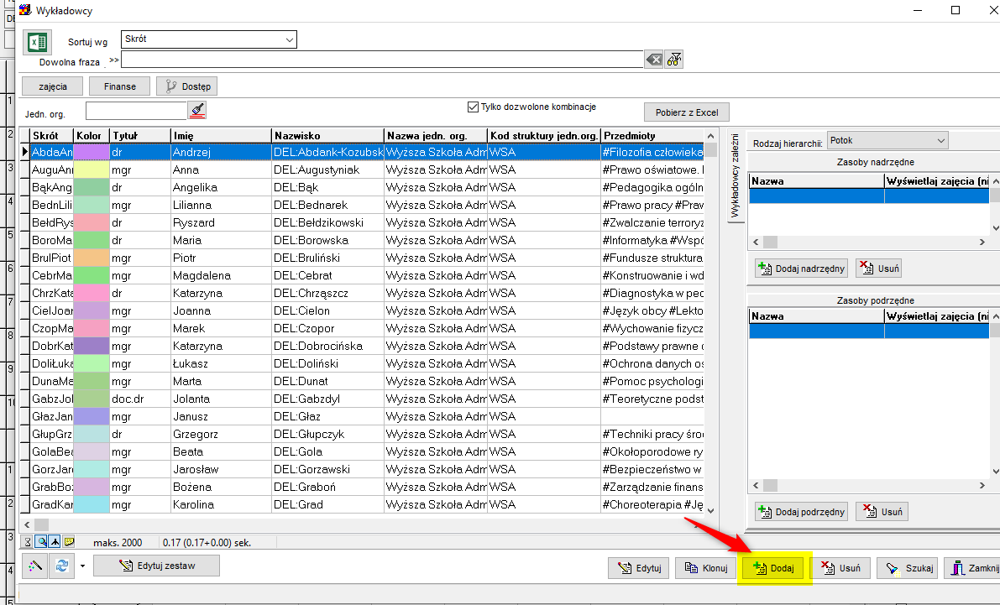 Wykładowcy
Sortuj wg Skrót
Dowolna fraza >>
zajęcia Finanse Dostęp
Jedn. org. Tylko dozwolone kombinacje Pobierz z Excel
Skrót Kolor Tytuł Imię Nazwisko Nazwa jedn. org. Kod struktury jedn.org. Przedmioty
AbdaAn dr Andrzej DEL:Abdank-Kozubsk Wyższa Szkoła Adm WSA #Filozofia człowieka
AuguAn mgr Anna DEL:Augustyniak Wyższa Szkoła Adm WSA #Prawo oświatowe.
BąkAng dr Angelika DEL:Bąk Wyższa Szkoła Adm WSA #Pedagogika ogóln
BednLili mgr Lilianna DEL:Bednarek Wyższa Szkoła Adm WSA #Prawo pracy #Praw
BełdRys dr Ryszard DEL:Bełdzikowski Wyższa Szkoła Adm WSA #Zwalczanie terroryz
BoroMa dr Maria DEL:Borowska Wyższa Szkoła Adm WSA #Informatyka #Wspó
BrulPiot mgr Piotr DEL:Bruliński Wyższa Szkoła Adm WSA #Fundusze struktura
CebrMa mgr Magdalena DEL:Cebrat Wyższa Szkoła Adm WSA #Konstruowanie i wd
ChrzKata dr Katarzyna DEL:Chrząszcz Wyższa Szkoła Adm WSA #Diagnostyka w pec
CielJoar mgr Joanna DEL:Cielon Wyższa Szkoła Adm WSA #Język obcy #Lekto
CzopMa mgr Marek DEL:Czopor Wyższa Szkoła Adm WSA #Wychowanie fizycz
DobrKat mgr Katarzyna DEL:Dobrocińska Wyższa Szkoła Adm WSA #Podstawy prawne
DoliŁuka mgr Łukasz DEL:Doliński Wyższa Szkoła Adm WSA #Ochrona danych os
DunaMa mgr Marta DEL:Dunat Wyższa Szkoła Adm WSA #Pomoc psychologi
GabzJol doc.dr Jolanta DEL:Gabzdyl Wyższa Szkoła Adm WSA #Teoretyczne podst
GłazJan mgr Janusz DEL:Głaz Wyższa Szkoła Adm WSA
GłupGrz dr Grzegorz DEL:Głupczyk Wyższa Szkoła Adm WSA #Techniki pracy śroc
GolaBea mgr Beata DEL:Gola Wyższa Szkoła Adm WSA #Okołoporodowe ry
GorzJar mgr Jarosław DEL:Gorzawski Wyższa Szkoła Adm WSA #Bezpieczeństwo w
GrabBoż mgr Bożena DEL:Graboń Wyższa Szkoła Adm WSA #Zarządzanie finans
GradKar mgr Karolina DEL:Grad Wyższa Szkoła Adm WSA #Choreoterapia #Ję
maks. 2000 0.17 (0.17+0.00) sek.
Edytuj zestaw Edytuj Klonuj Dodaj Usuń Szukaj Zamknij
Wykładowcy zależni
Rodzaj hierarchii: Potok
Zasoby nadrzędne
Nazwa Wyświetlaj zajęcia (ni
Dodaj nadrzędny Usuń
Zasoby podrzędne
Nazwa Wyświetlaj zajęcia (ni
Dodaj podrzędny Usuń